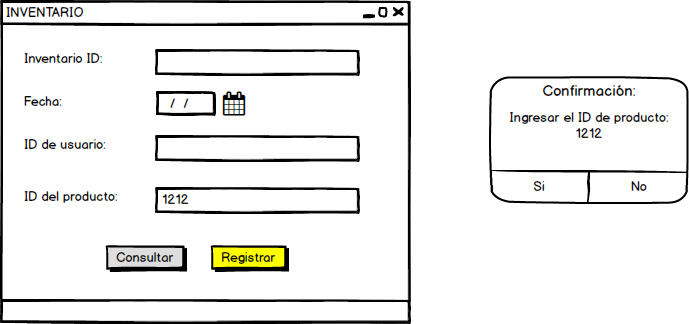 INVENTARIO
Inventario ID:
Fecha:
/ /
ID de usuario:
ID del producto:
1212
Consultar
Registrar
Confirmación:
Ingresar el ID de producto:
1212
Si
No